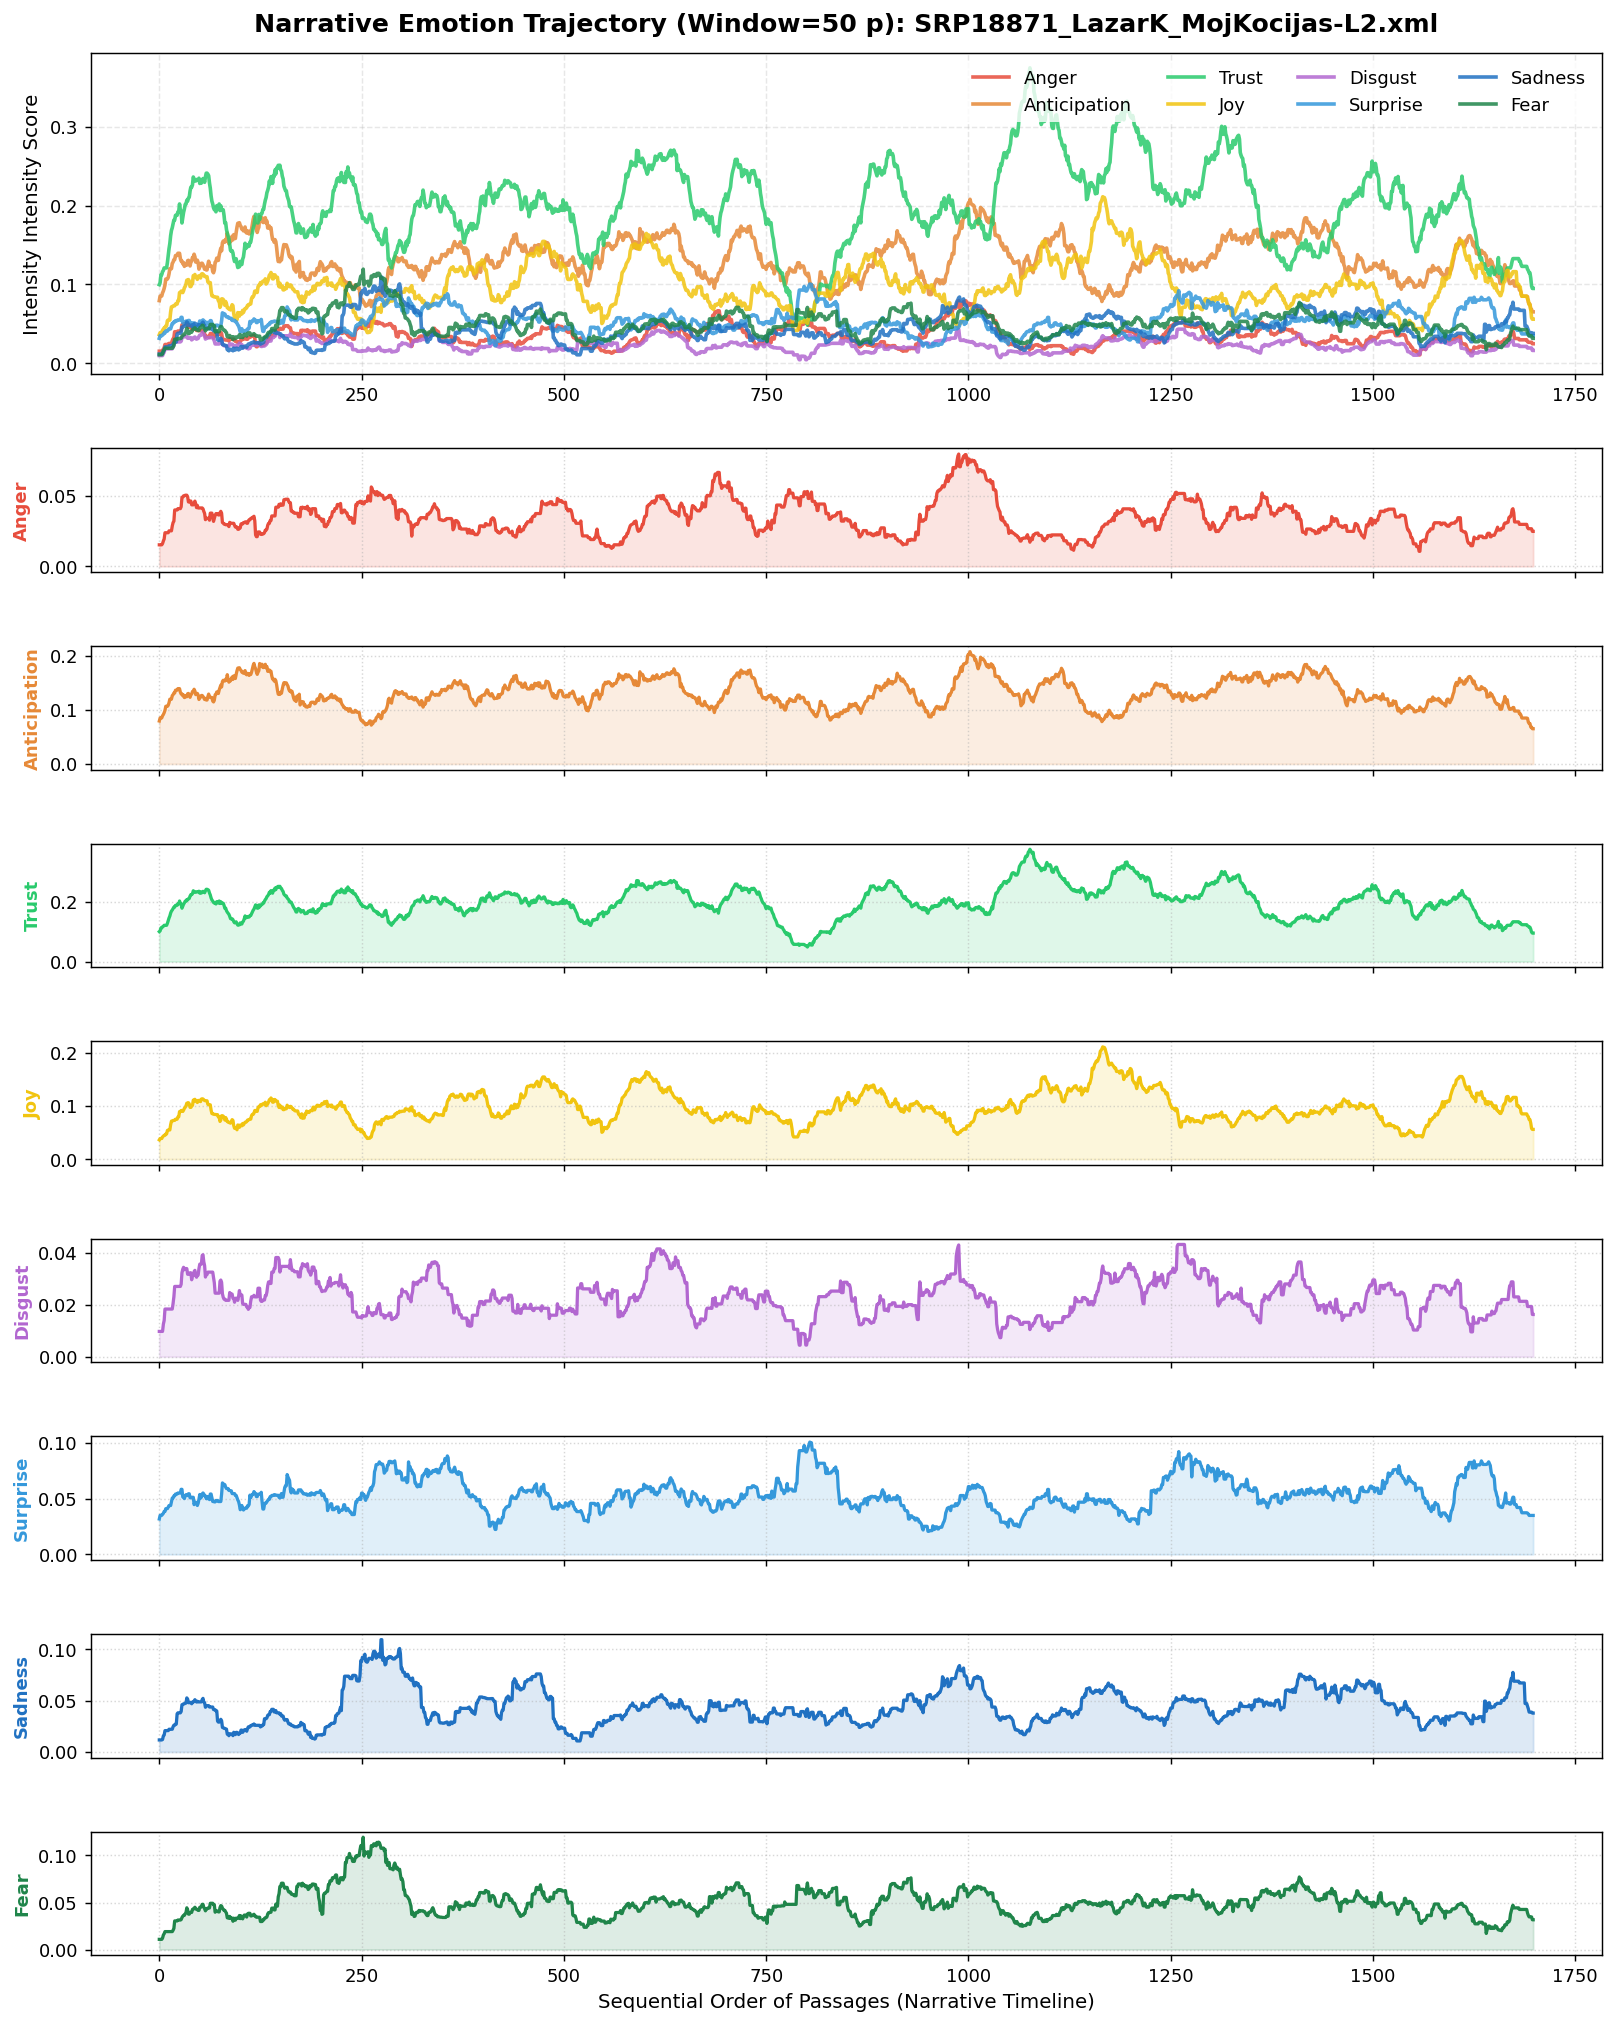 Narrative Emotion Trajectory (Window=50 p): SRP18871_LazarK_MojKocijas-L2.xml
Intensity Intensity Score
0.3
0.2
0.1
0.0
Anger Trust Disgust Sadness
Anticipation Joy Surprise Fear
0 250 500 750 1000 1250 1500 1750
Anger
0.05
0.00
Anticipation
0.2
0.1
0.0
Trust
0.2
0.0
Joy
0.2
0.1
0.0
Disgust
0.04
0.02
0.00
Surprise
0.10
0.05
0.00
Sadness
0.10
0.05
0.00
Fear
0.10
0.05
0.00
0 250 500 750 1000 1250 1500 1750
Sequential Order of Passages (Narrative Timeline)